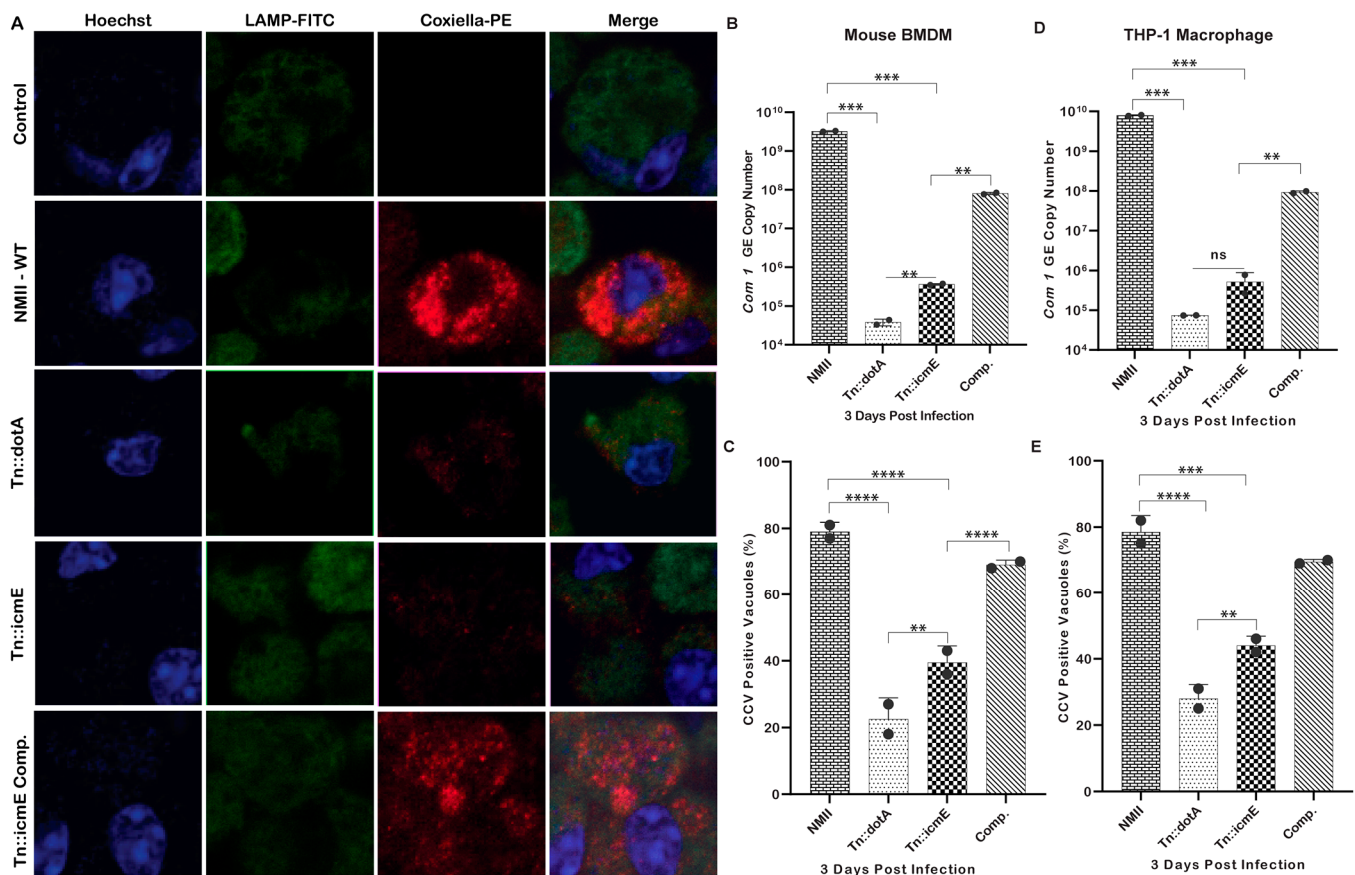 A
Hoechst
LAMP-FITC
Coxiella-PE
Merge
Control
NMII - WT
Tn::dotA
Tn::icmE
Tn::icmE Comp.
B
Mouse BMDM
***
***
**
**
Com 1 GE Copy Number
10^10
10^9
10^8
10^7
10^6
10^5
10^4
NMII
Tn::dotA
Tn::icmE
Comp.
3 Days Post Infection
D
THP-1 Macrophage
***
***
**
ns
Com 1 GE Copy Number
10^10
10^9
10^8
10^7
10^6
10^5
10^4
NMII
Tn::dotA
Tn::icmE
Comp.
3 Days Post Infection
C
****
****
****
**
CCV Positive Vacuoles (%)
100
80
60
40
20
0
NMII
Tn::dotA
Tn::icmE
Comp.
3 Days Post Infection
E
***
****
**
CCV Positive Vacuoles (%)
100
80
60
40
20
0
NMII
Tn::dotA
Tn::icmE
Comp.
3 Days Post Infection